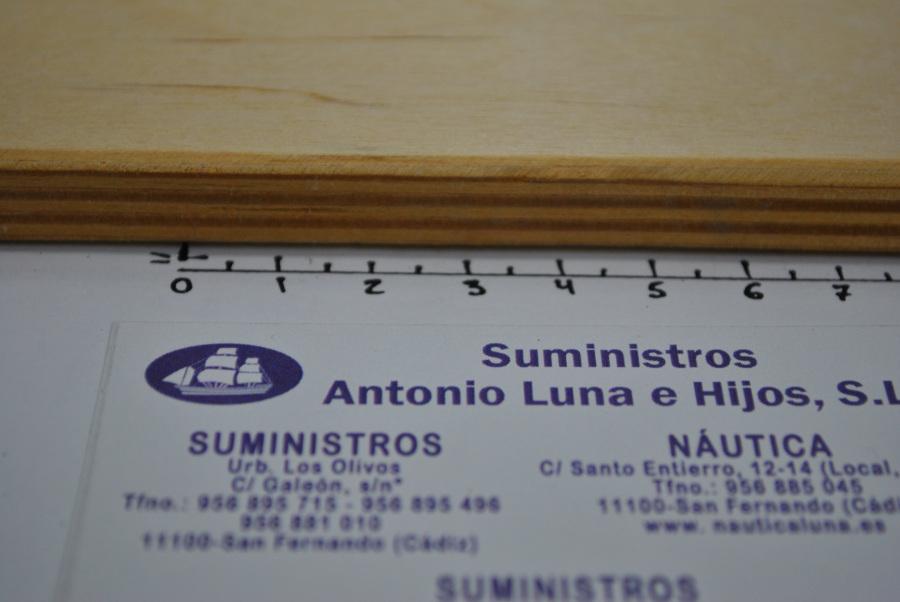 0 1 2 3 4 5 6 7
Suministros
Antonio Luna e Hijos, S.L
SUMINISTROS
Urb. Los Olivos
C/ Galeón, s/nº
Tfno.: 956 895 715 - 956 895 496
956 881 010
11100-San Fernando (Cádiz)
NÁUTICA
C/ Santo Entierro, 12-14 (Local,
Tfno.: 956 885 045
11100-San Fernando (Cádi
www. nauticaluna.es
SUMINISTROS